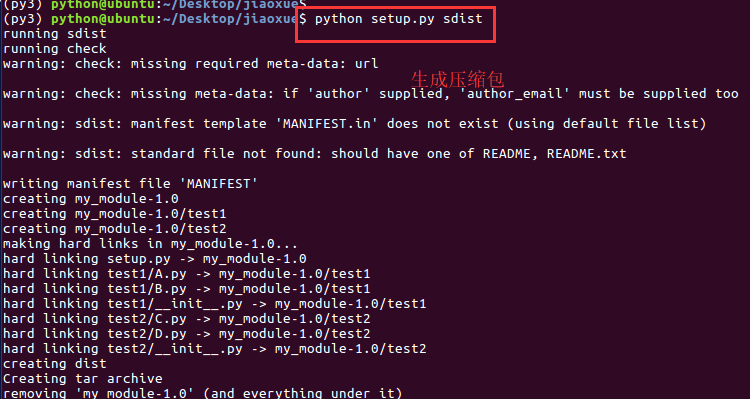 (py3) python@ubuntu:~/Desktop/jiaoxue$
(py3) python@ubuntu:~/Desktop/jiaoxue$ python setup.py sdist
running sdist
running check
warning: check: missing required meta-data: url
生成压缩包
warning: check: missing meta-data: if 'author' supplied, 'author_email' must be supplied too
warning: sdist: manifest template 'MANIFEST.in' does not exist (using default file list)
warning: sdist: standard file not found: should have one of README, README.txt
writing manifest file 'MANIFEST'
creating my_module-1.0
creating my_module-1.0/test1
creating my_module-1.0/test2
making hard links in my_module-1.0...
hard linking setup.py -> my_module-1.0
hard linking test1/A.py -> my_module-1.0/test1
hard linking test1/B.py -> my_module-1.0/test1
hard linking test1/__init__.py -> my_module-1.0/test1
hard linking test2/C.py -> my_module-1.0/test2
hard linking test2/D.py -> my_module-1.0/test2
hard linking test2/__init__.py -> my_module-1.0/test2
creating dist
Creating tar archive
removing 'my_module-1.0' (and everything under it)